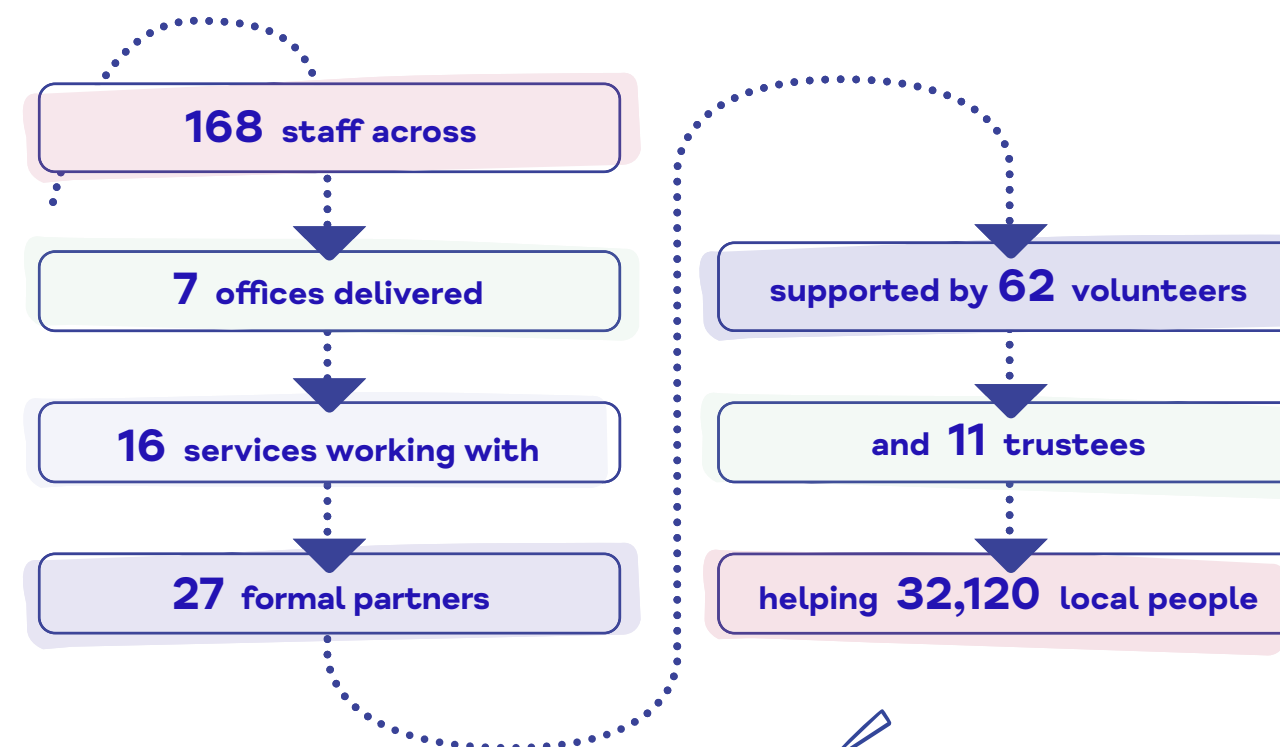 168 staff across
7 offices delivered
16 services working with
27 formal partners
supported by 62 volunteers
and 11 trustees
helping 32,120 local people